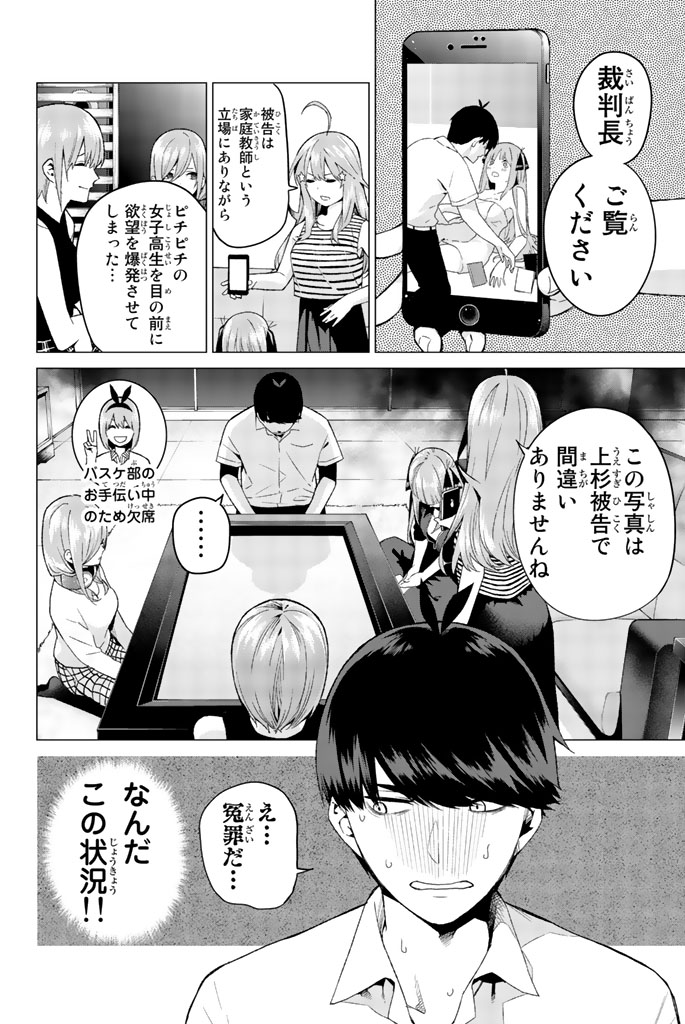 裁判長
ご覧
ください
被告は
家庭教師という
立場にありながら
ピチピチの
女子高生を目の前に
欲望を爆発させて
しまった…
この写真は
上杉被告で
間違い
ありませんね
……
バスケ部の
お手伝い中
のため欠席
え…
冤罪だ…
なんだ
この状況!!